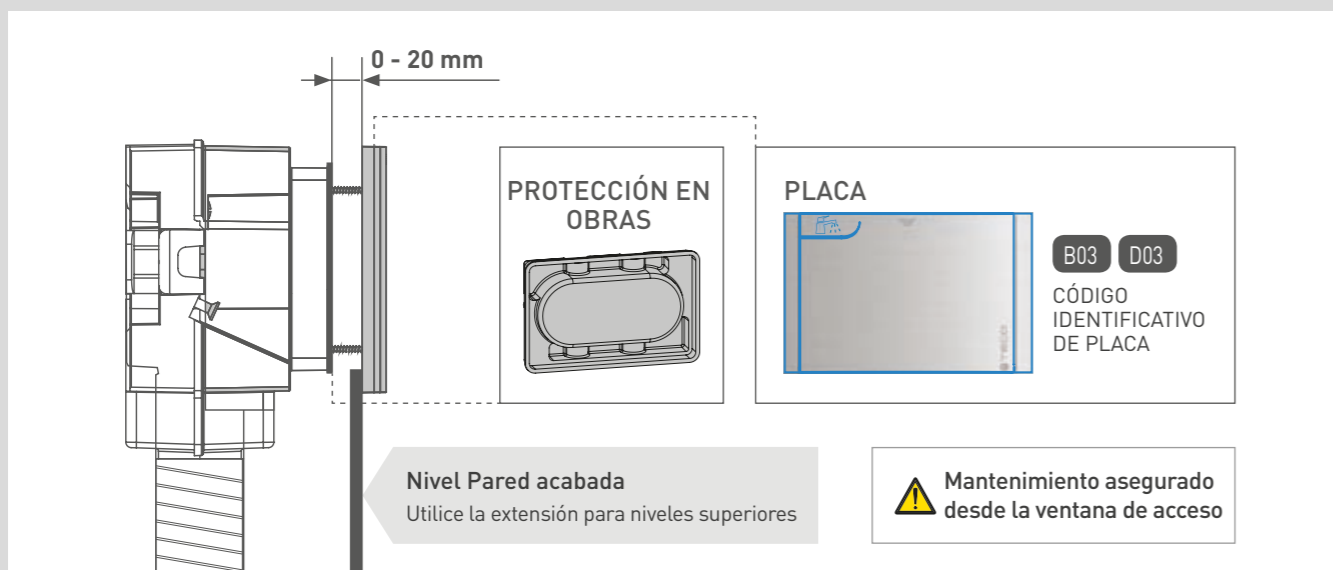 0 - 20 mm
PROTECCIÓN EN
OBRAS
PLACA
B03 D03
CÓDIGO
IDENTIFICATIVO
DE PLACA
Nivel Pared acabada
Utilice la extensión para niveles superiores
Mantenimiento asegurado
desde la ventana de acceso